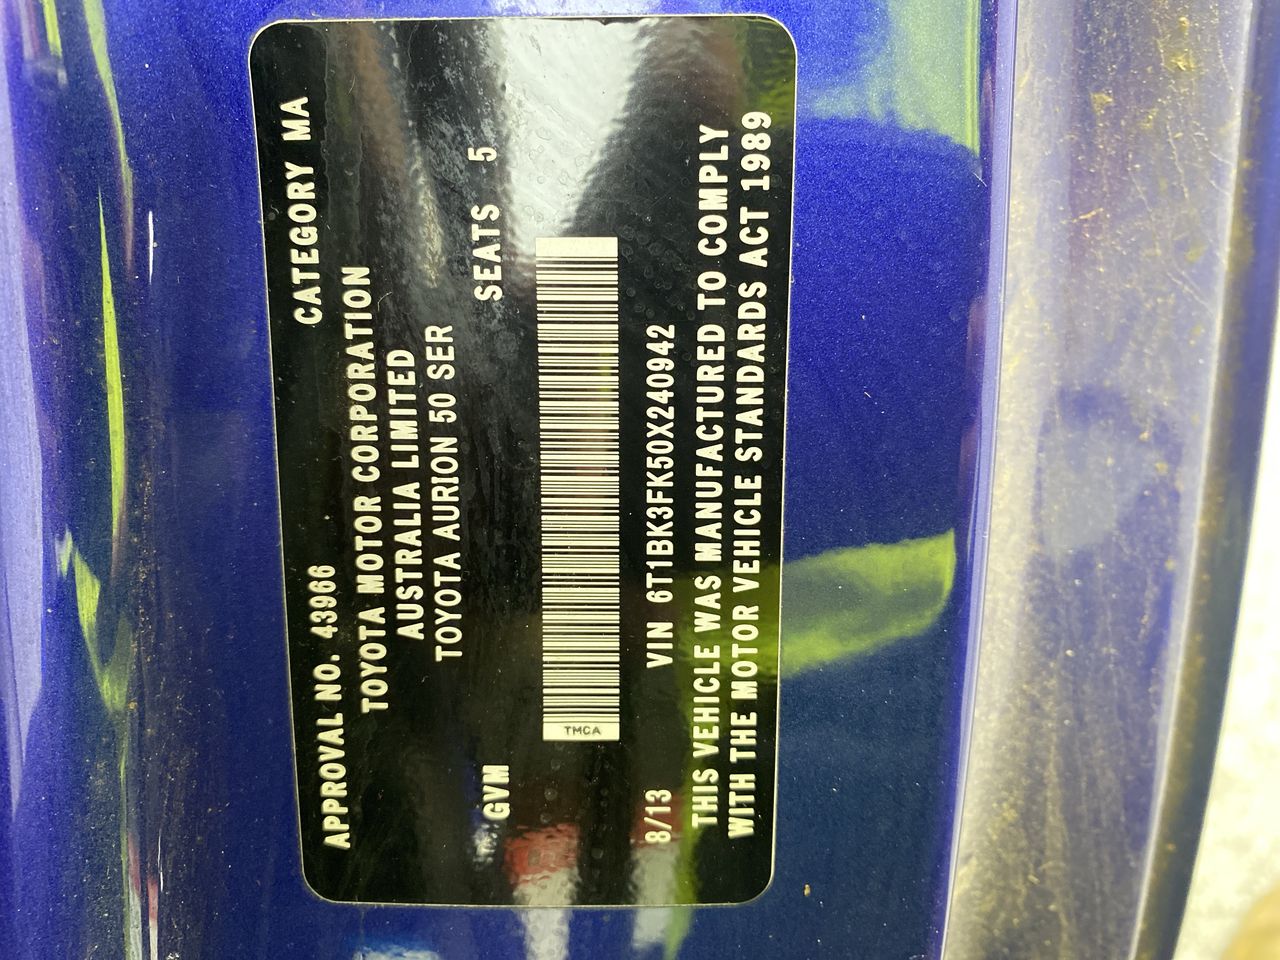 APPROVAL NO. 43966 CATEGORY MA
TOYOTA MOTOR CORPORATION
AUSTRALIA LIMITED
TOYOTA AURION 50 SER
GVM SEATS 5
TMCA
8/13 VIN 6T1BK3FK50X240942
THIS VEHICLE WAS MANUFACTURED TO COMPLY
WITH THE MOTOR VEHICLE STANDARDS ACT 1989